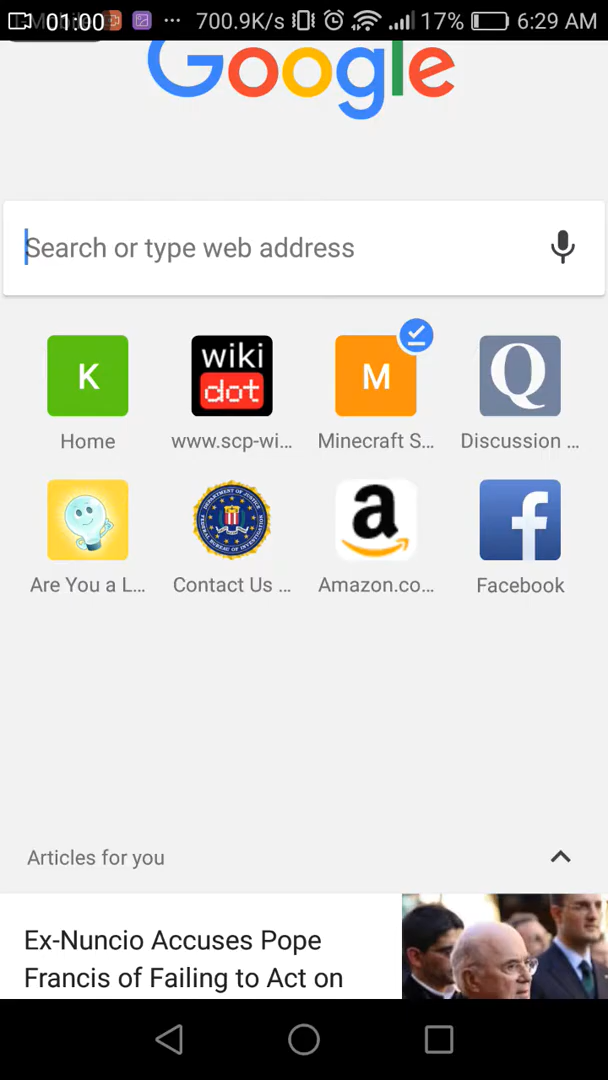 01:00 ... 700.9K/s 17% 6:29 AM
Google
Search or type web address
K
wiki
dot
M
Q
Home
www.scp-wi...
Minecraft S...
Discussion ...
a
f
Are You a L...
Contact Us ...
Amazon.co...
Facebook
Articles for you
Ex-Nuncio Accuses Pope
Francis of Failing to Act on